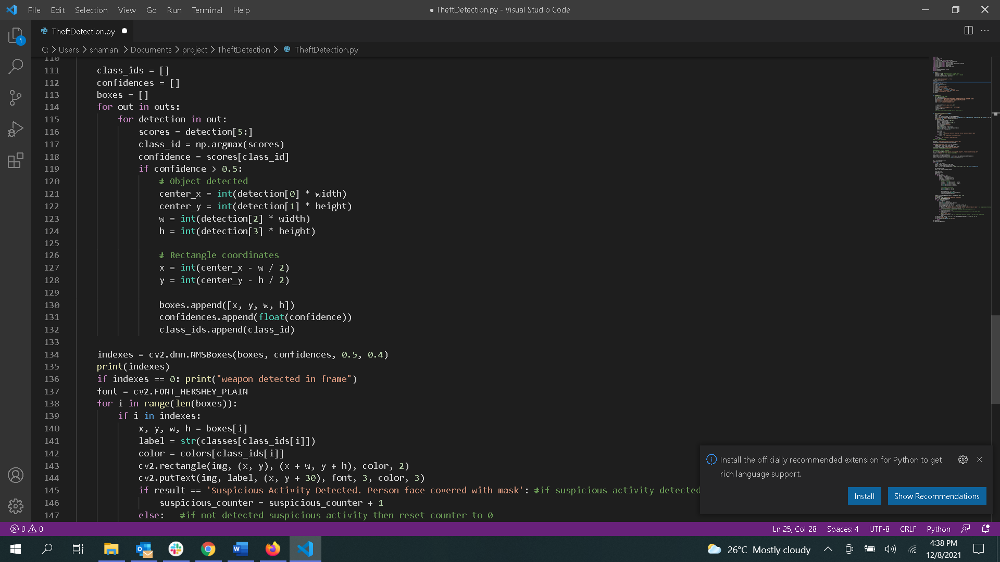 File Edit Selection View Go Run Terminal Help
● TheftDetection.py - Visual Studio Code
TheftDetection.py ●
C: > Users > snamani > Documents > project > TheftDetection > TheftDetection.py
110
111 class_ids = []
112 confidences = []
113 boxes = []
114 for out in outs:
115 for detection in out:
116 scores = detection[5:]
117 class_id = np.argmax(scores)
118 confidence = scores[class_id]
119 if confidence > 0.5:
120 # Object detected
121 center_x = int(detection[0] * width)
122 center_y = int(detection[1] * height)
123 w = int(detection[2] * width)
124 h = int(detection[3] * height)
125
126 # Rectangle coordinates
127 x = int(center_x - w / 2)
128 y = int(center_y - h / 2)
129
130 boxes.append([x, y, w, h])
131 confidences.append(float(confidence))
132 class_ids.append(class_id)
133
134 indexes = cv2.dnn.NMSBoxes(boxes, confidences, 0.5, 0.4)
135 print(indexes)
136 if indexes == 0: print("weapon detected in frame")
137 font = cv2.FONT_HERSHEY_PLAIN
138 for i in range(len(boxes)):
139 if i in indexes:
140 x, y, w, h = boxes[i]
141 label = str(classes[class_ids[i]])
142 color = colors[class_ids[i]]
143 cv2.rectangle(img, (x, y), (x + w, y + h), color, 2)
144 cv2.putText(img, label, (x, y + 30), font, 3, color, 3)
145 if result == 'Suspicious Activity Detected. Person face covered with mask': #if suspicious activity detected
146 suspicious_counter = suspicious_counter + 1
147 else: #if not detected suspicious activity then reset counter to 0
1
Install the officially recommended extension for Python to get
rich language support.
Install Show Recommendations
0 0
Ln 25, Col 28 Spaces: 4 UTF-8 CRLF Python
26°C Mostly cloudy
4:38 PM
12/8/2021